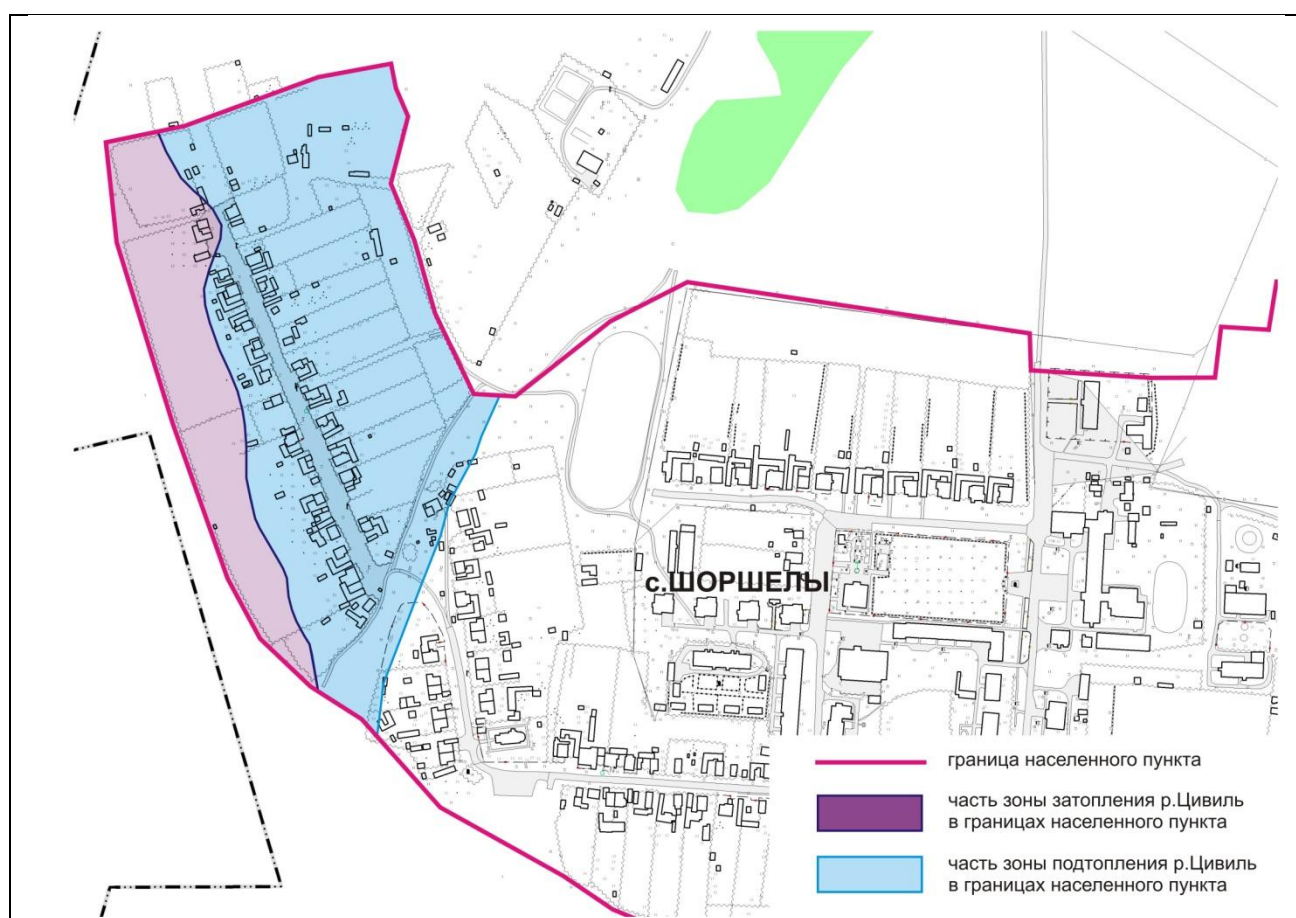 с.ШОРШЕЛЫ
граница населенного пункта
часть зоны затопления р.Цивиль
в границах населенного пункта
часть зоны подтопления р.Цивиль
в границах населенного пункта